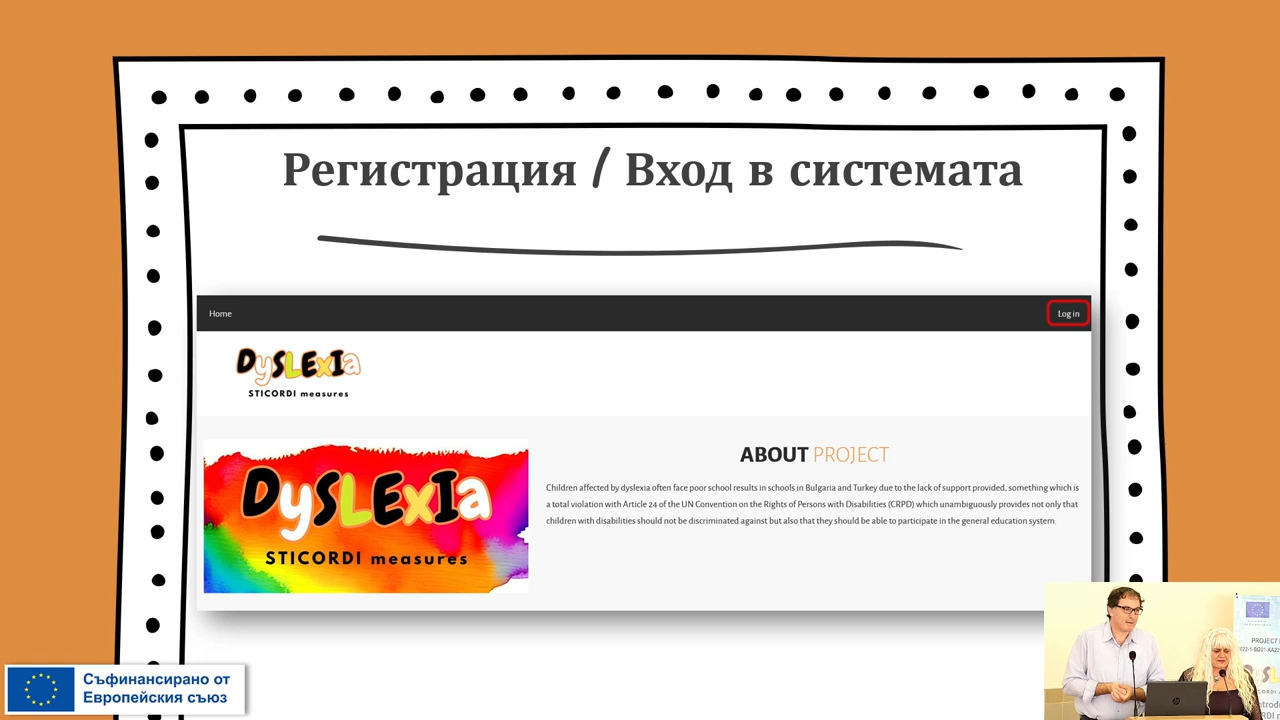 Регистрация / Вход в системата
Home
Log in
DySLExIa
STICORDI measures
DySLExIa
STICORDI measures
ABOUT PROJECT
Children affected by dyslexia often face poor school results in schools in Bulgaria and Turkey due to the lack of support provided, something which is
a total violation with Article 24 of the UN Convention on the Rights of Persons with Disabilities (CRPD) which unambiguously provides not only that
children with disabilities should not be discriminated against but also that they should be able to participate in the general education system.
Съфинансирано от
Европейския съюз
PROJECT